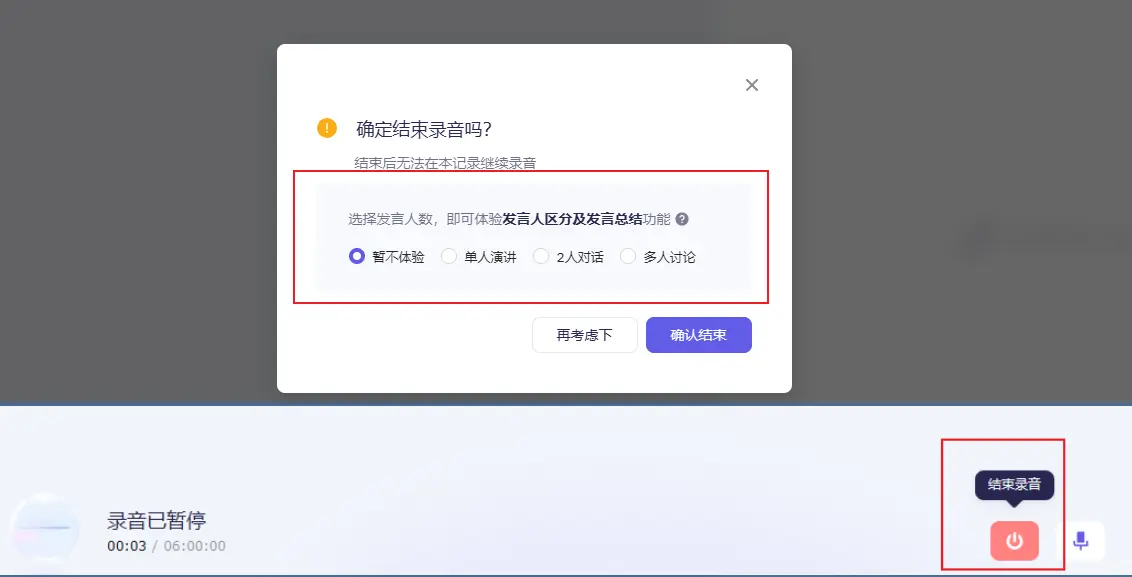 确定结束录音吗?
结束后无法在本记录继续录音
选择发言人数，即可体验发言人区分及发言总结功能
暂不体验 单人演讲 2人对话 多人讨论
再考虑下 确认结束
结束录音
录音已暂停
00:03 / 06:00:00